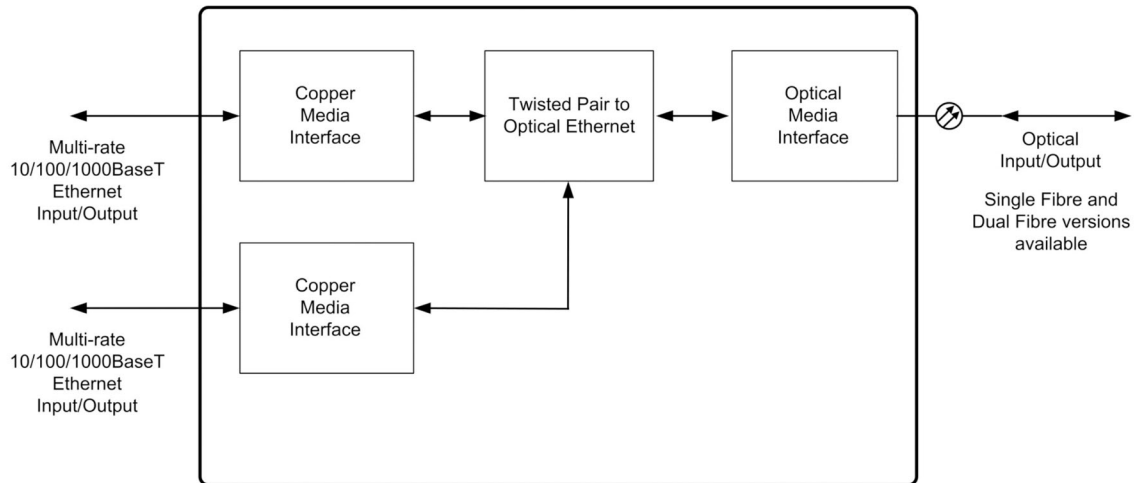 Copper
Media
Interface
Twisted Pair to
Optical Ethernet
Optical
Media
Interface
Multi-rate
10/100/1000BaseT
Ethernet
Input/Output
Optical
Input/Output
Single Fibre and
Dual Fibre versions
available
Copper
Media
Interface
Multi-rate
10/100/1000BaseT
Ethernet
Input/Output